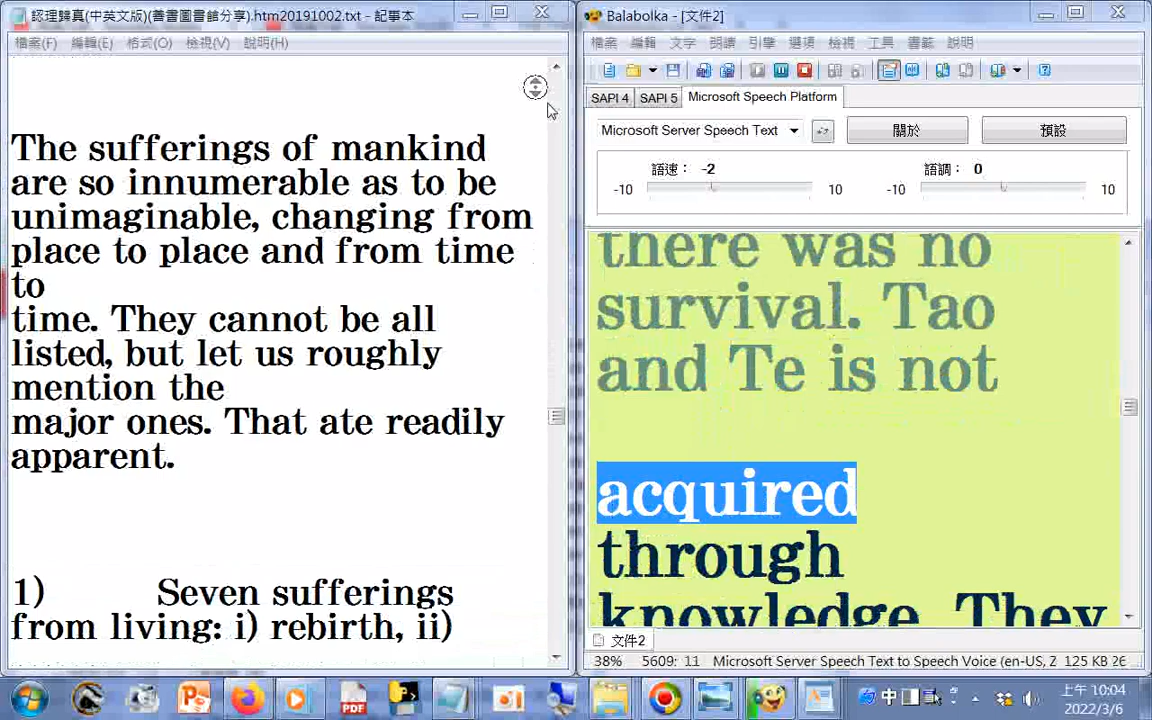 認理歸真(中英文版)(善書圖書館分享).htm20191002.txt - 記事本
檔案(F) 編輯(E) 格式(O) 檢視(V) 說明(H)
The sufferings of mankind
are so innumerable as to be
unimaginable, changing from
place to place and from time
to
time. They cannot be all
listed, but let us roughly
mention the
major ones. That ate readily
apparent.
1) Seven sufferings
from living: i) rebirth, ii)
Balabolka - [文件2]
檔案 編輯 文字 朗讀 引擎 選項 檢視 工具 書籤 說明
SAPI 4 SAPI 5 Microsoft Speech Platform
Microsoft Server Speech Text 關於 預設
語速： -2 語調： 0
-10 10 -10 10
there was no
survival. Tao
and Te is not
acquired
through
knowledge. They
文件2
38% 5609: 11 Microsoft Server Speech Text to Speech Voice (en-US, Z 125 KB 26
PDF
中
上午 10:04
2022/3/6